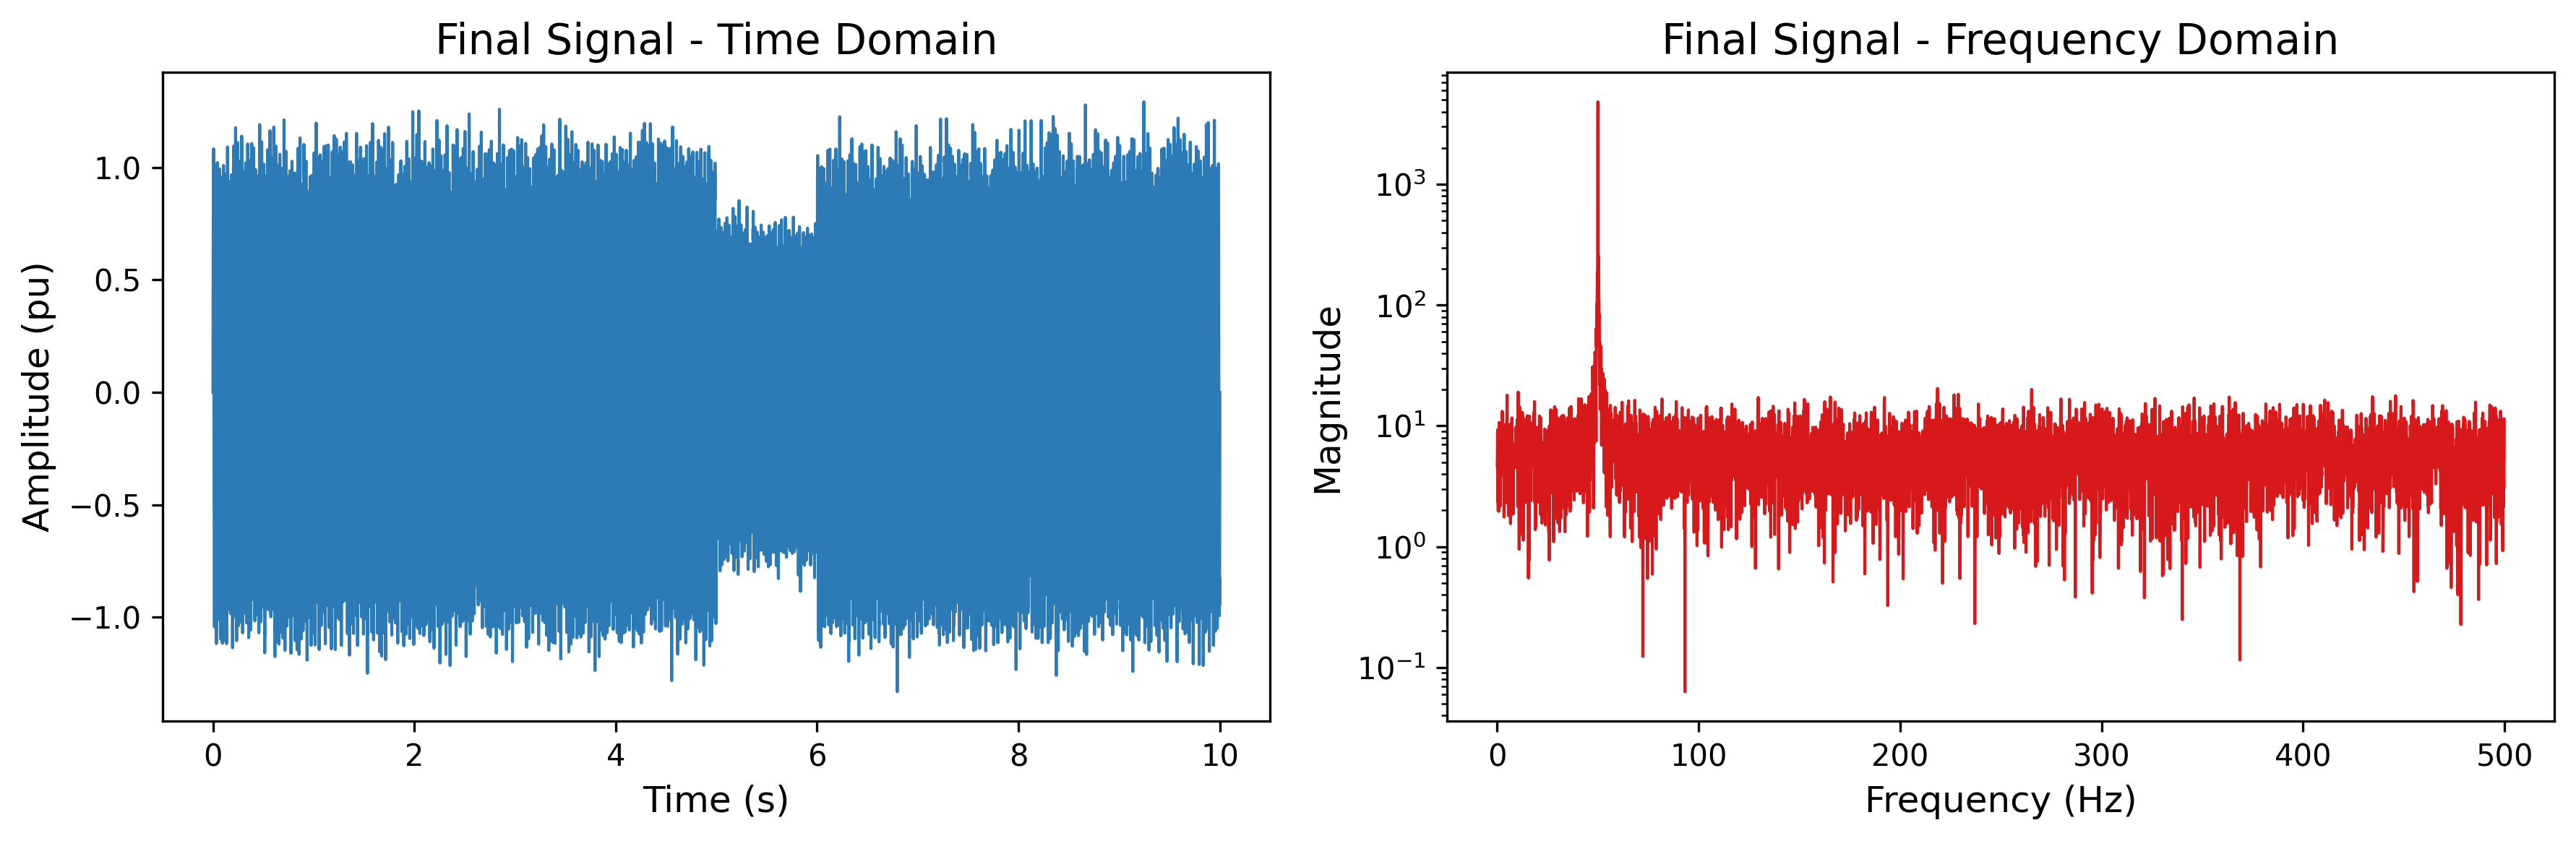 Final Signal - Time Domain
Amplitude (pu)
1.0
0.5
0.0
−0.5
−1.0
0 2 4 6 8 10
Time (s)
Final Signal - Frequency Domain
Magnitude
10³
10²
10¹
10⁰
10⁻¹
0 100 200 300 400 500
Frequency (Hz)